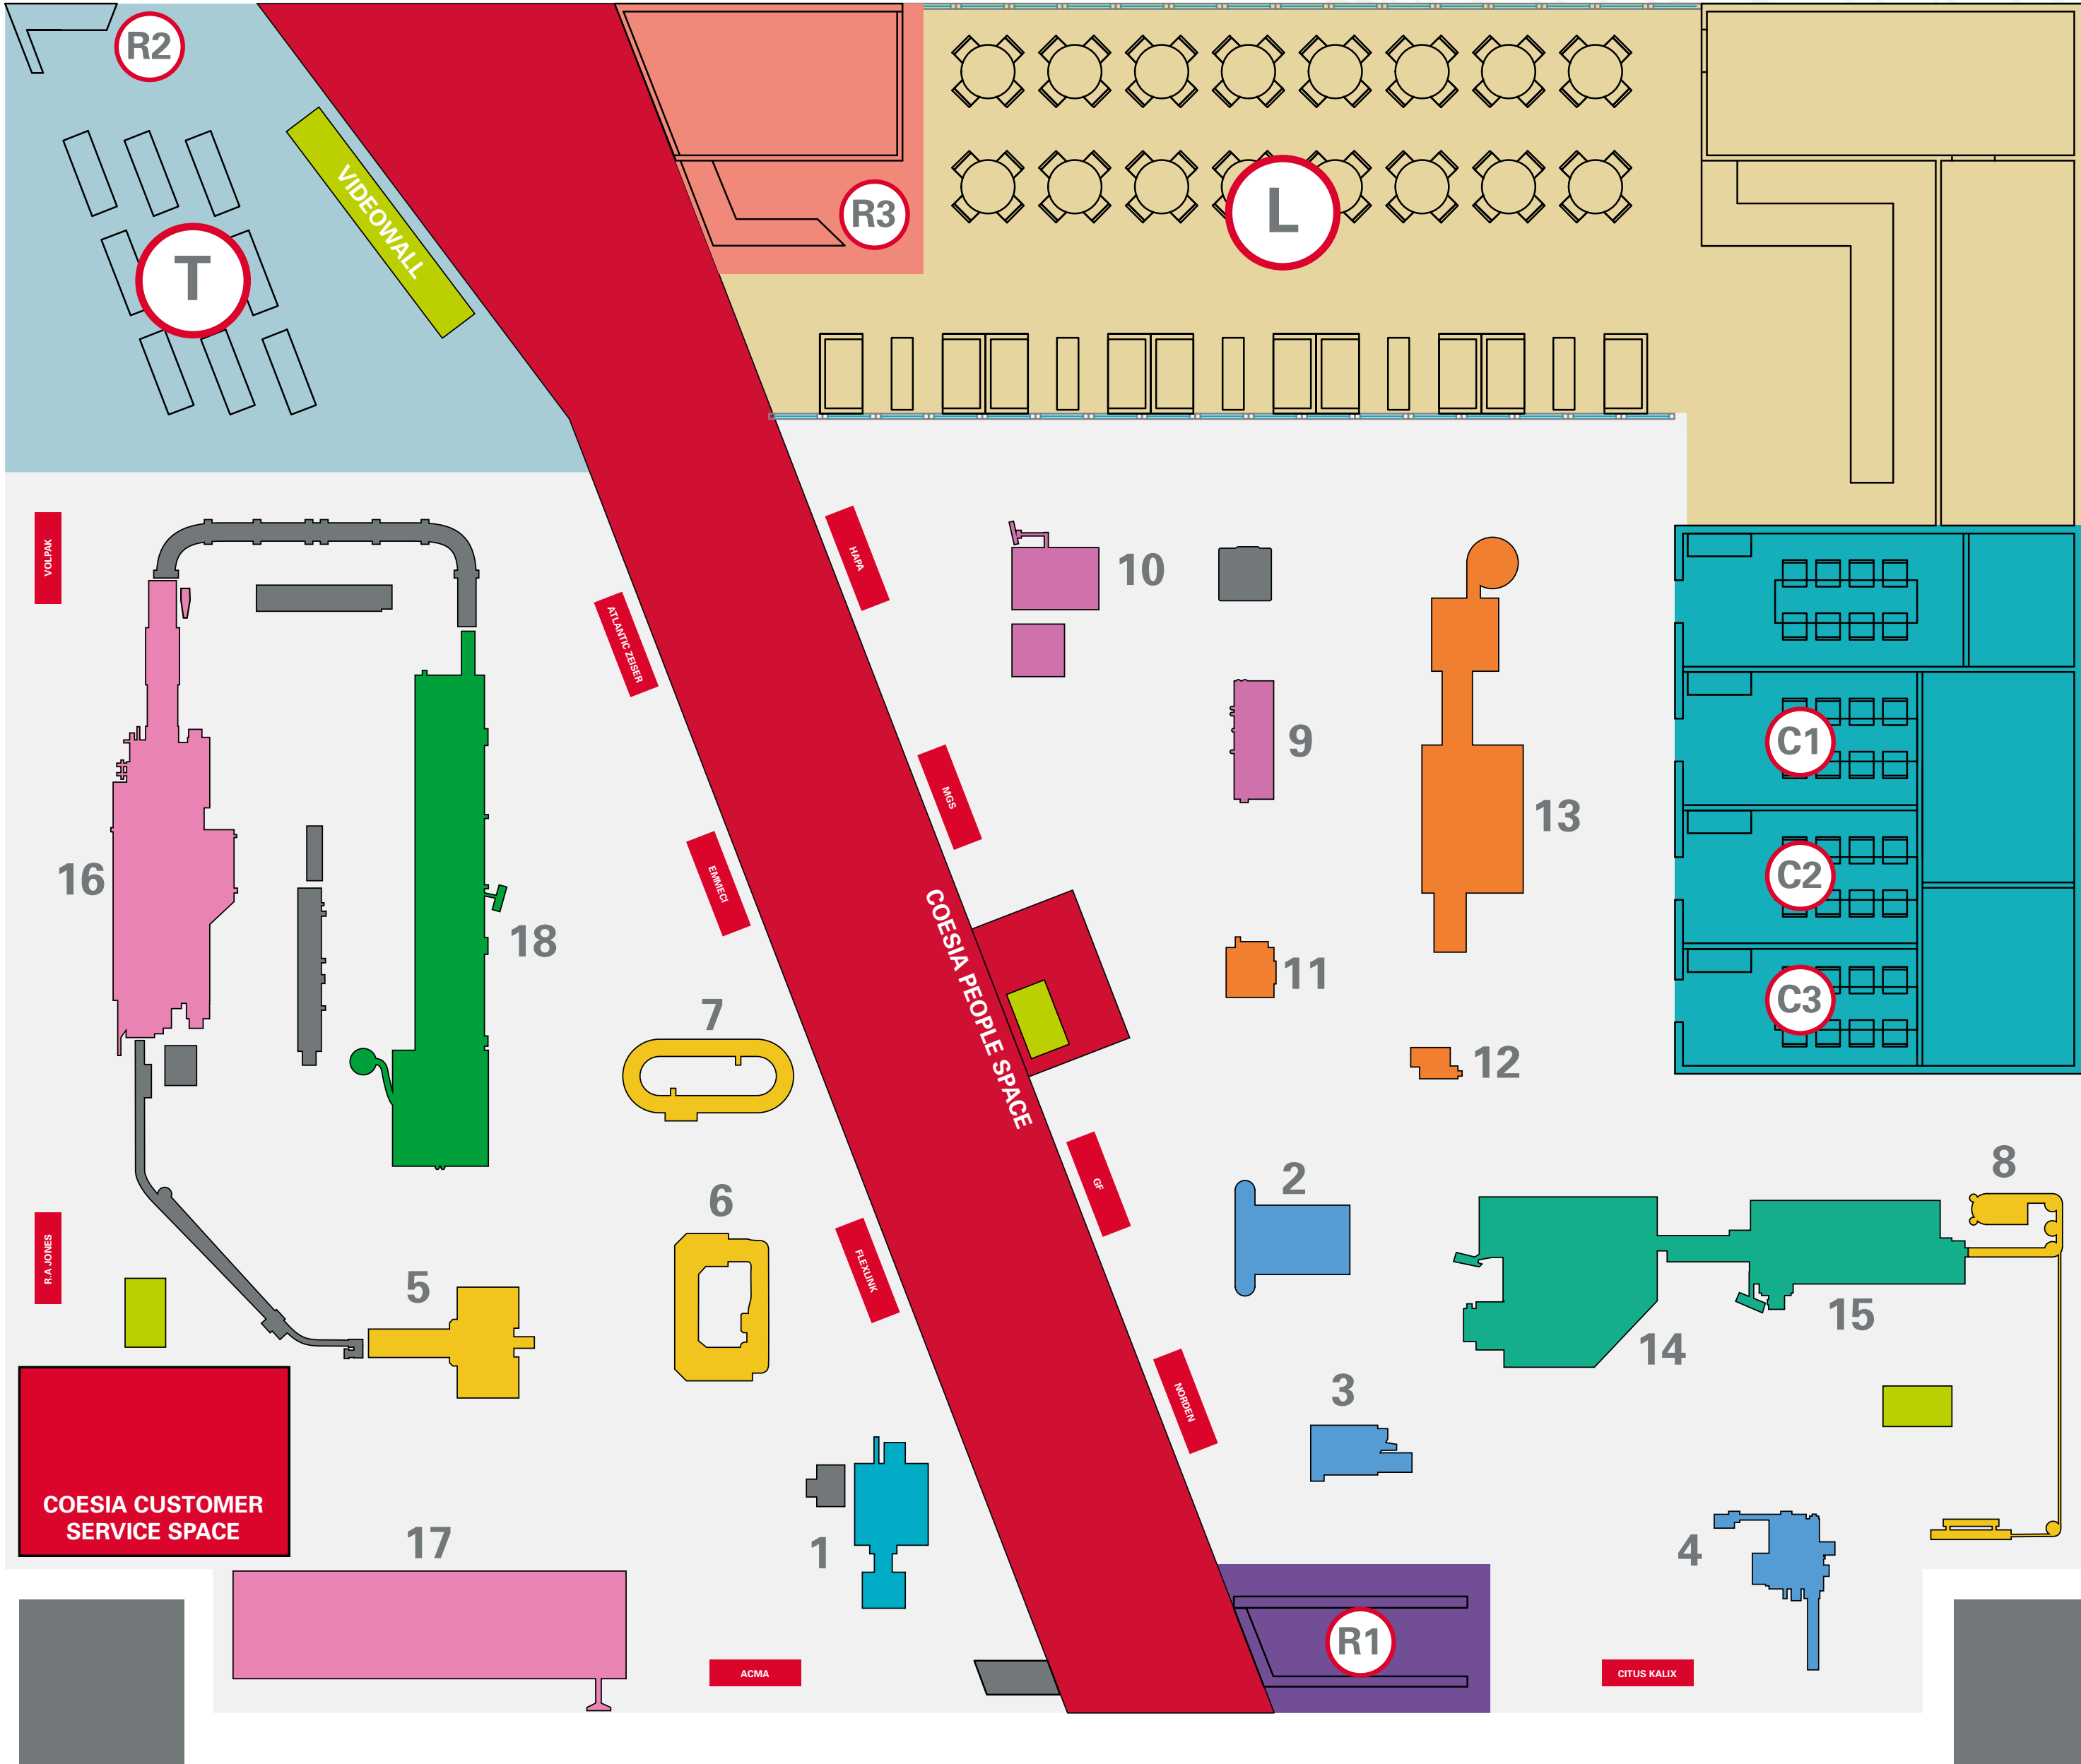 R2
R3
L
VIDEOWALL
T
VOLPAK
HAPA
10
ATLANTIC ZEISER
9
C1
MGS
13
16
EMMECI
C2
COESIA PEOPLE SPACE
18
11
C3
7
12
GF
8
2
6
R.A JONES
FLEXLINK
5
15
14
NORDEN
3
COESIA CUSTOMER
SERVICE SPACE
17
1
4
R1
ACMA
CITUS KALIX